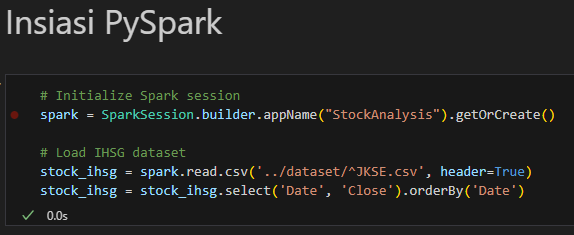 Insiasi PySpark
# Initialize Spark session
spark = SparkSession.builder.appName("StockAnalysis").getOrCreate()
# Load IHSG dataset
stock_ihsg = spark.read.csv('../dataset/^JKSE.csv', header=True)
stock_ihsg = stock_ihsg.select('Date', 'Close').orderBy('Date')
0.0s